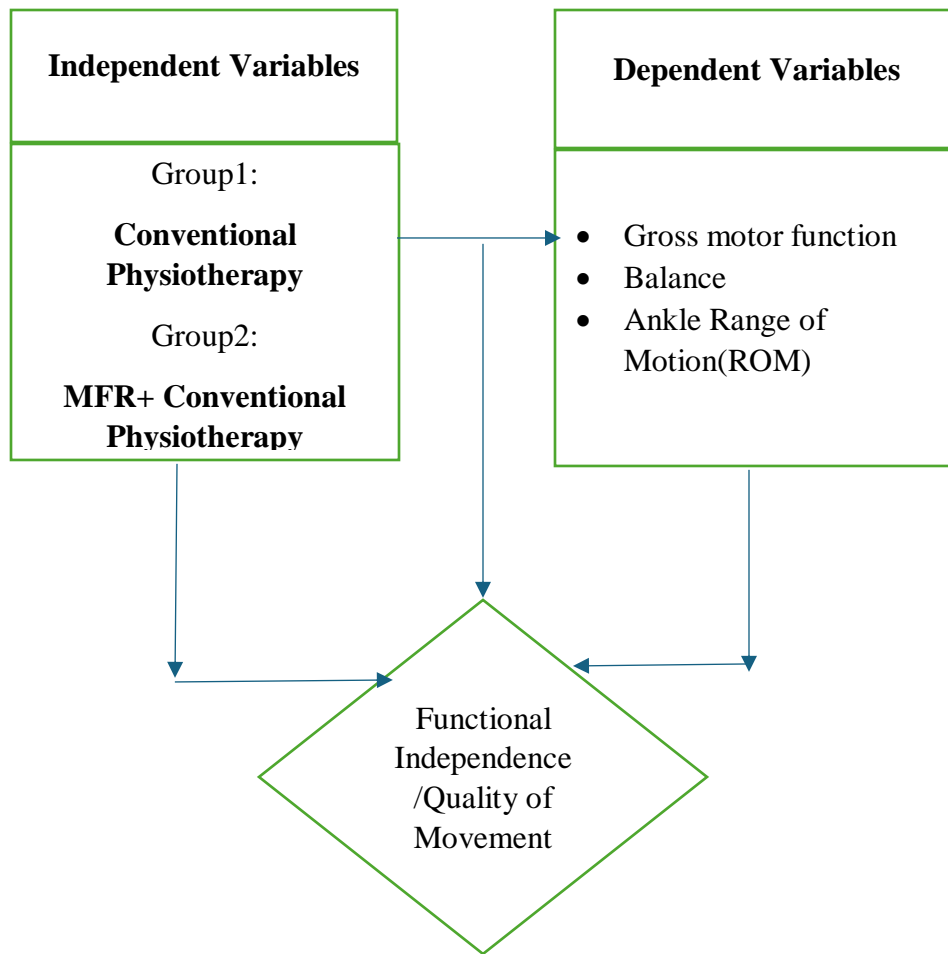 Independent Variables
Group1:
Conventional
Physiotherapy
Group2:
MFR+ Conventional
Physiotherapy
Dependent Variables
• Gross motor function
• Balance
• Ankle Range of
Motion(ROM)
Functional
Independence
/Quality of
Movement